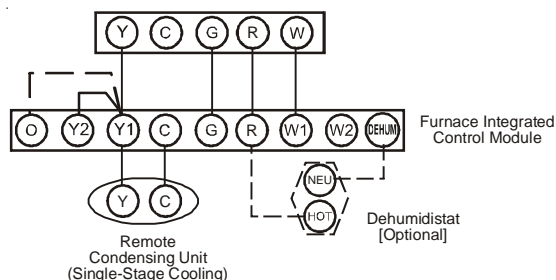 Y C G R W
O Y2 Y1 C G R W1 W2 DEHUM
Furnace Integrated
Control Module
NEU
HOT
Y C
Dehumidistat
[Optional]
Remote
Condensing Unit
(Single-Stage Cooling)